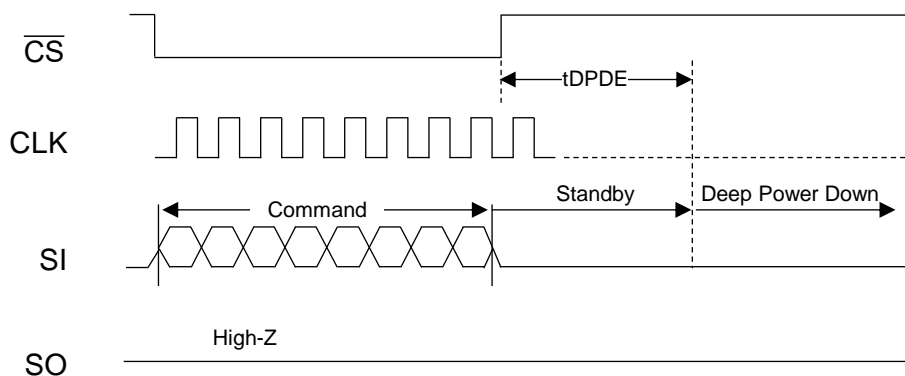 CS
tDPDE
CLK
Command
Standby
Deep Power Down
SI
High-Z
SO